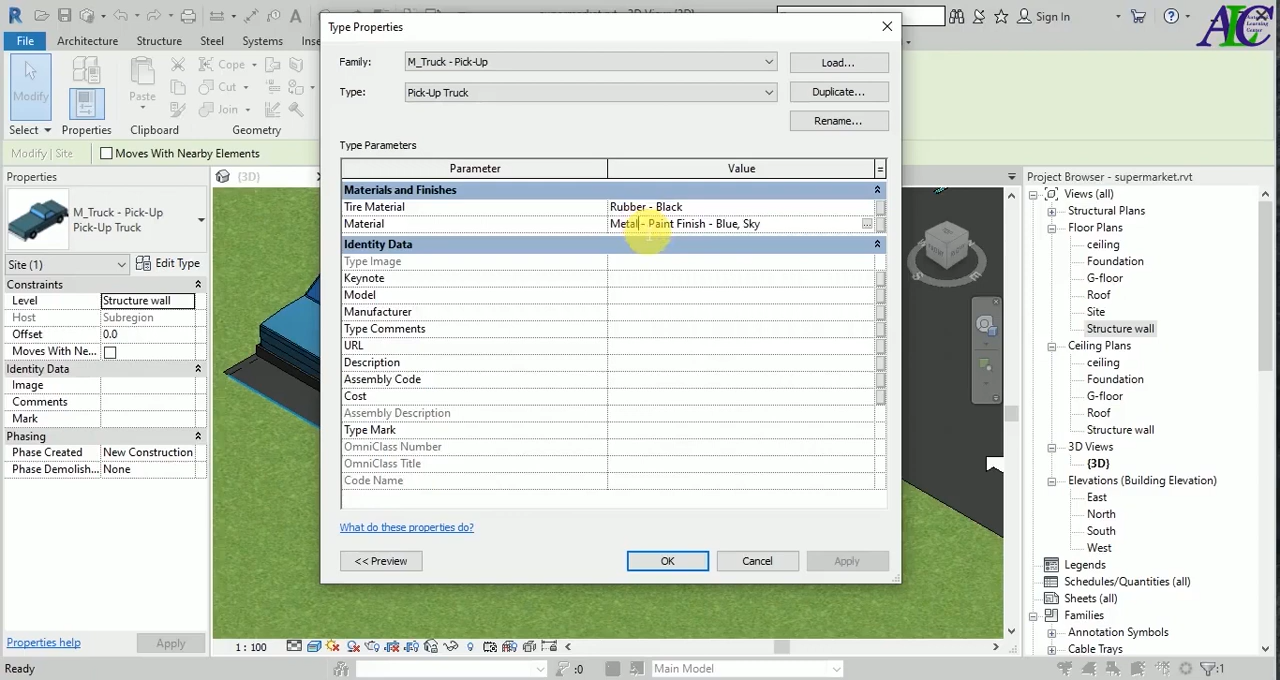 Type Properties
Sign In
File
Architecture
Structure
Steel
Systems
Modify
Paste
Cope
Cut
Join
Select
Properties
Clipboard
Geometry
Modify | Site
Moves With Nearby Elements
Family:
M_Truck - Pick-Up
Load...
Type:
Pick-Up Truck
Duplicate...
Rename...
Type Parameters
Parameter
Value
=
Materials and Finishes
Tire Material
Rubber - Black
Material
Metal - Paint Finish - Blue, Sky
Identity Data
Type Image
Keynote
Model
Manufacturer
Type Comments
URL
Description
Assembly Code
Cost
Assembly Description
Type Mark
OmniClass Number
OmniClass Title
Code Name
What do these properties do?
<< Preview
OK
Cancel
Apply
Properties
M_Truck - Pick-Up
Pick-Up Truck
Site (1)
Edit Type
Constraints
Level
Structure wall
Host
Subregion
Offset
0.0
Moves With Ne...
Identity Data
Image
Comments
Mark
Phasing
Phase Created
New Construction
Phase Demolish...
None
Properties help
Apply
(3D)
Project Browser - supermarket.rvt
Views (all)
Structural Plans
Floor Plans
ceiling
Foundation
G-floor
Roof
Site
Structure wall
Ceiling Plans
ceiling
Foundation
G-floor
Roof
Structure wall
3D Views
(3D)
Elevations (Building Elevation)
East
North
South
West
Legends
Schedules/Quantities (all)
Sheets (all)
Families
Annotation Symbols
Cable Trays
1 : 100
Ready
:0
Main Model
:1
ALC